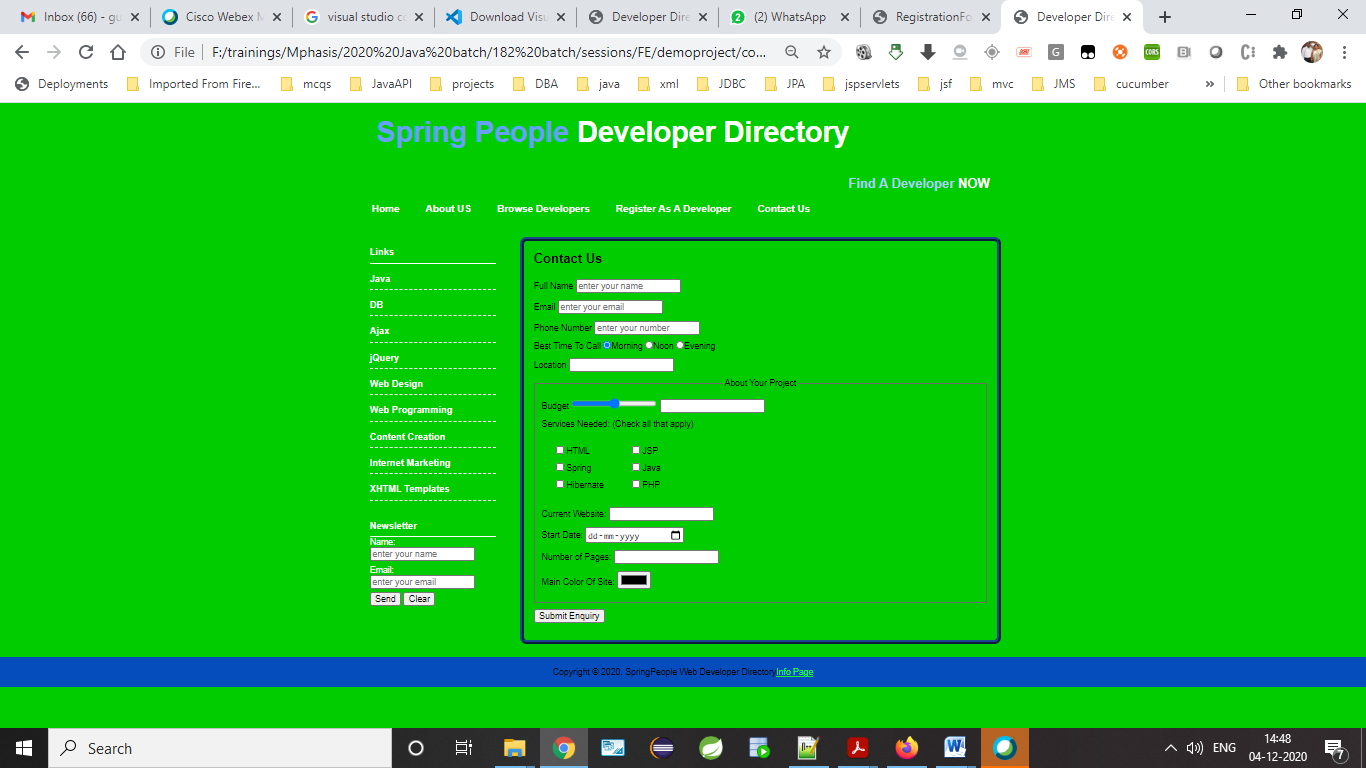 Inbox (66) - gu
Cisco Webex M
visual studio co
Download Visu
Developer Dire
(2) WhatsApp
RegistrationFo
Developer Dire
File
F:/trainings/Mphasis/2020%20Java%20batch/182%20batch/sessions/FE/demoproject/co...
Deployments
Imported From Fire...
mcqs
JavaAPI
projects
DBA
java
xml
JDBC
JPA
jspservlets
jsf
mvc
JMS
cucumber
»
Other bookmarks
Spring People Developer Directory
Find A Developer NOW
Home
About US
Browse Developers
Register As A Developer
Contact Us
Links
Java
DB
Ajax
jQuery
Web Design
Web Programming
Content Creation
Internet Marketing
XHTML Templates
Newsletter
Name:
enter your name
Email:
enter your email
Send Clear
Contact Us
Full Name enter your name
Email enter your email
Phone Number enter your number
Best Time To Call Morning Noon Evening
Location
About Your Project
Budget
Services Needed: (Check all that apply)
HTML JSP
Spring Java
Hibernate PHP
Current Website:
Start Date: dd-mm-yyyy
Number of Pages:
Main Color Of Site:
Submit Enquiry
Copyright © 2020, SpringPeople Web Developer DirectoryInfo Page
Search
ENG
14:48
04-12-2020
7